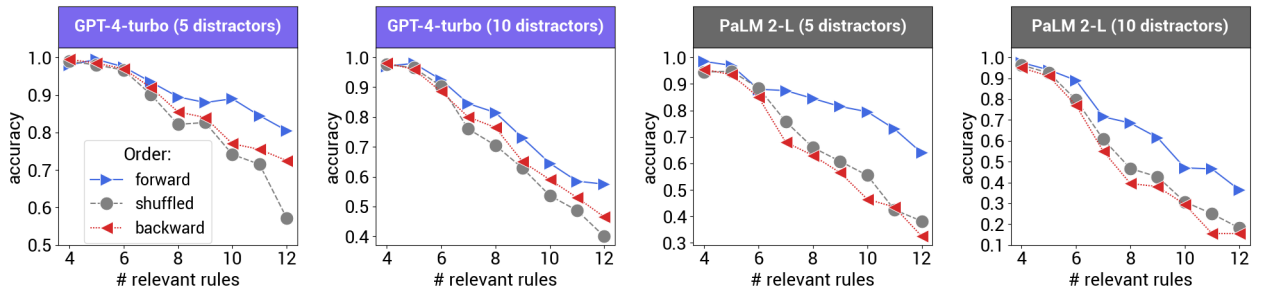 GPT-4-turbo (5 distractors)
1.0
0.9
0.8
0.7
0.6
0.5
accuracy
Order:
forward
shuffled
backward
4 6 8 10 12
# relevant rules
GPT-4-turbo (10 distractors)
1.0
0.9
0.8
0.7
0.6
0.5
0.4
accuracy
4 6 8 10 12
# relevant rules
PaLM 2-L (5 distractors)
1.0
0.9
0.8
0.7
0.6
0.5
0.4
0.3
accuracy
4 6 8 10 12
# relevant rules
PaLM 2-L (10 distractors)
1.0
0.9
0.8
0.7
0.6
0.5
0.4
0.3
0.2
0.1
accuracy
4 6 8 10 12
# relevant rules